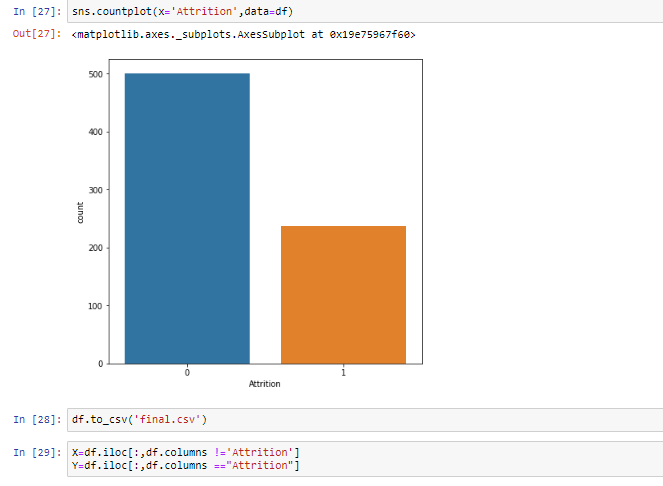 In [27]: sns.countplot(x='Attrition',data=df)
Out[27]: <matplotlib.axes._subplots.AxesSubplot at 0x19e75967f60>
500
400
300
200
100
0
count
0 1
Attrition
In [28]: df.to_csv('final.csv')
In [29]: X=df.iloc[:,df.columns !='Attrition']
Y=df.iloc[:,df.columns =="Attrition"]